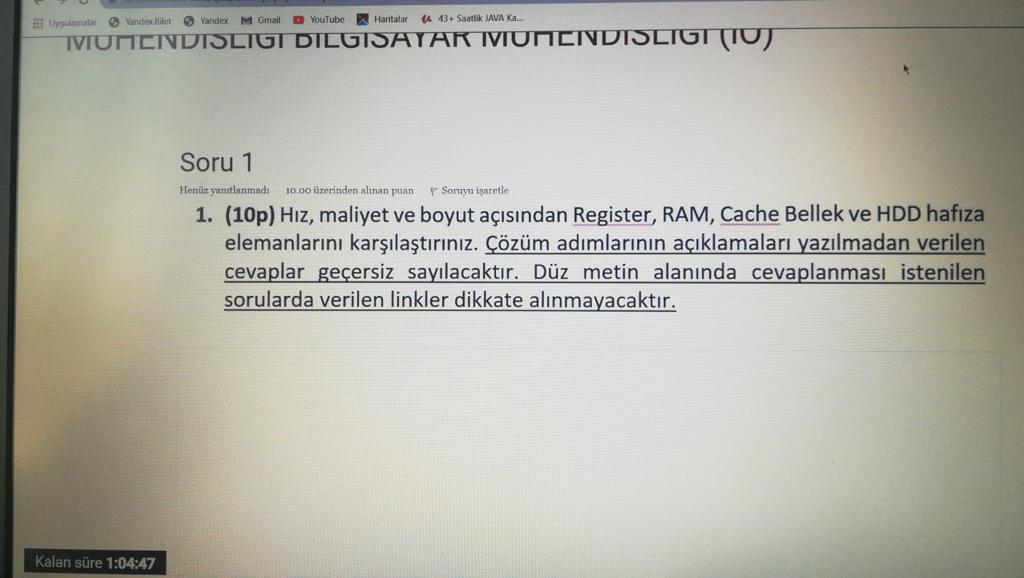 Uygulamalar Yandex.Bilet Yandex Gmail YouTube Haritalar 43+ Saatlik JAVA Ka...
MÜHENDİSLİĞİ BİLGİSAYAR MÜHENDİSLİĞİ (İÖ)
Soru 1
Henüz yanıtlanmadı 10.00 üzerinden alınan puan Soruyu işaretle
1. (10p) Hız, maliyet ve boyut açısından Register, RAM, Cache Bellek ve HDD hafıza
elemanlarını karşılaştırınız. Çözüm adımlarının açıklamaları yazılmadan verilen
cevaplar geçersiz sayılacaktır. Düz metin alanında cevaplanması istenilen
sorularda verilen linkler dikkate alınmayacaktır.
Kalan süre 1:04:47